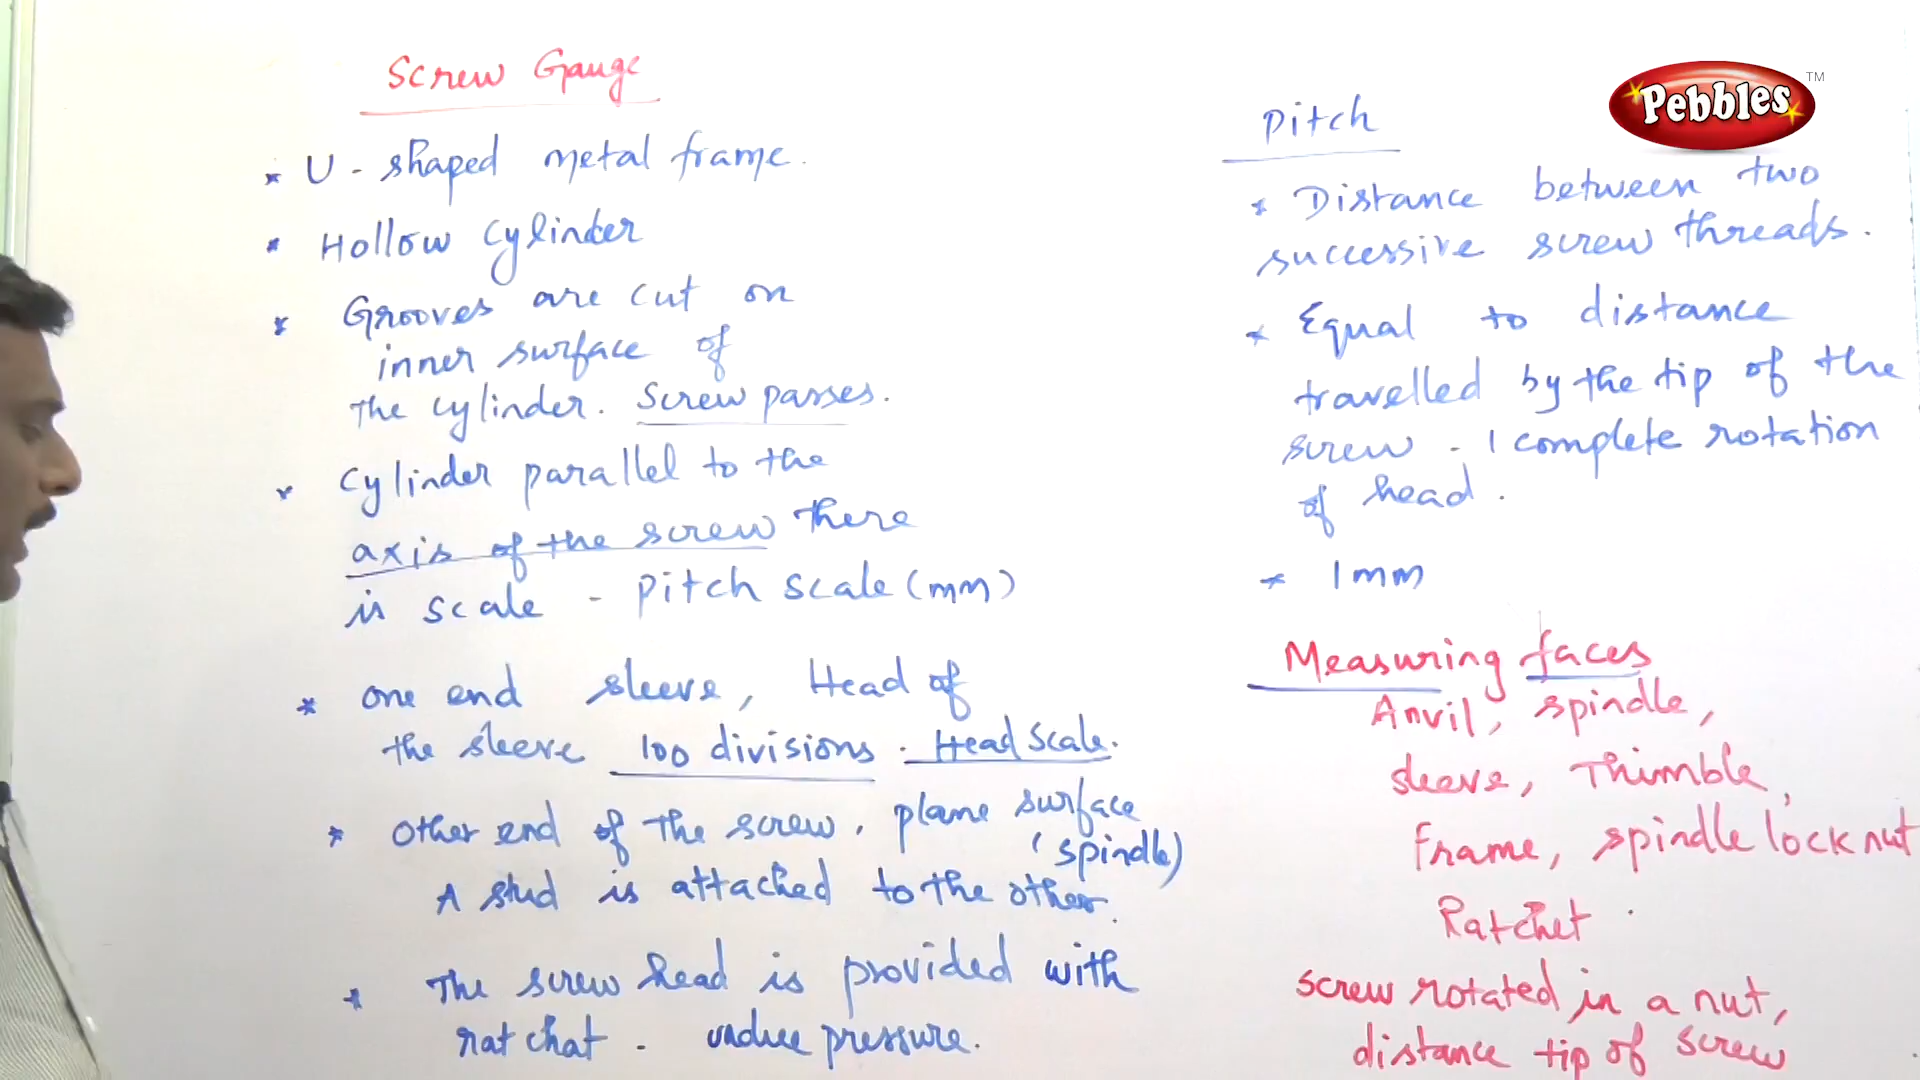 Screw Gauge
* U - shaped metal frame.
* Hollow cylinder
* Grooves are cut on
inner surface of
The cylinder. Screw passes.
* Cylinder parallel to the
axis of the screw there
is scale - Pitch scale (mm)
* one end sleeve, Head of
the sleeve 100 divisions. Head Scale.
* Other end of the screw, plane surface
(spindle)
A stud is attached to the other.
* The screw head is provided with
ratchat - undue pressure.
Pebbles TM
Pitch
* Distance between two
successive screw threads.
* Equal to distance
travelled by the tip of the
screw - 1 complete rotation
of head.
* 1mm
Measuring faces
Anvil, spindle,
sleeve, Thimble,
Frame, spindle lock nut
Ratchet.
screw rotated in a nut,
distance tip of screw